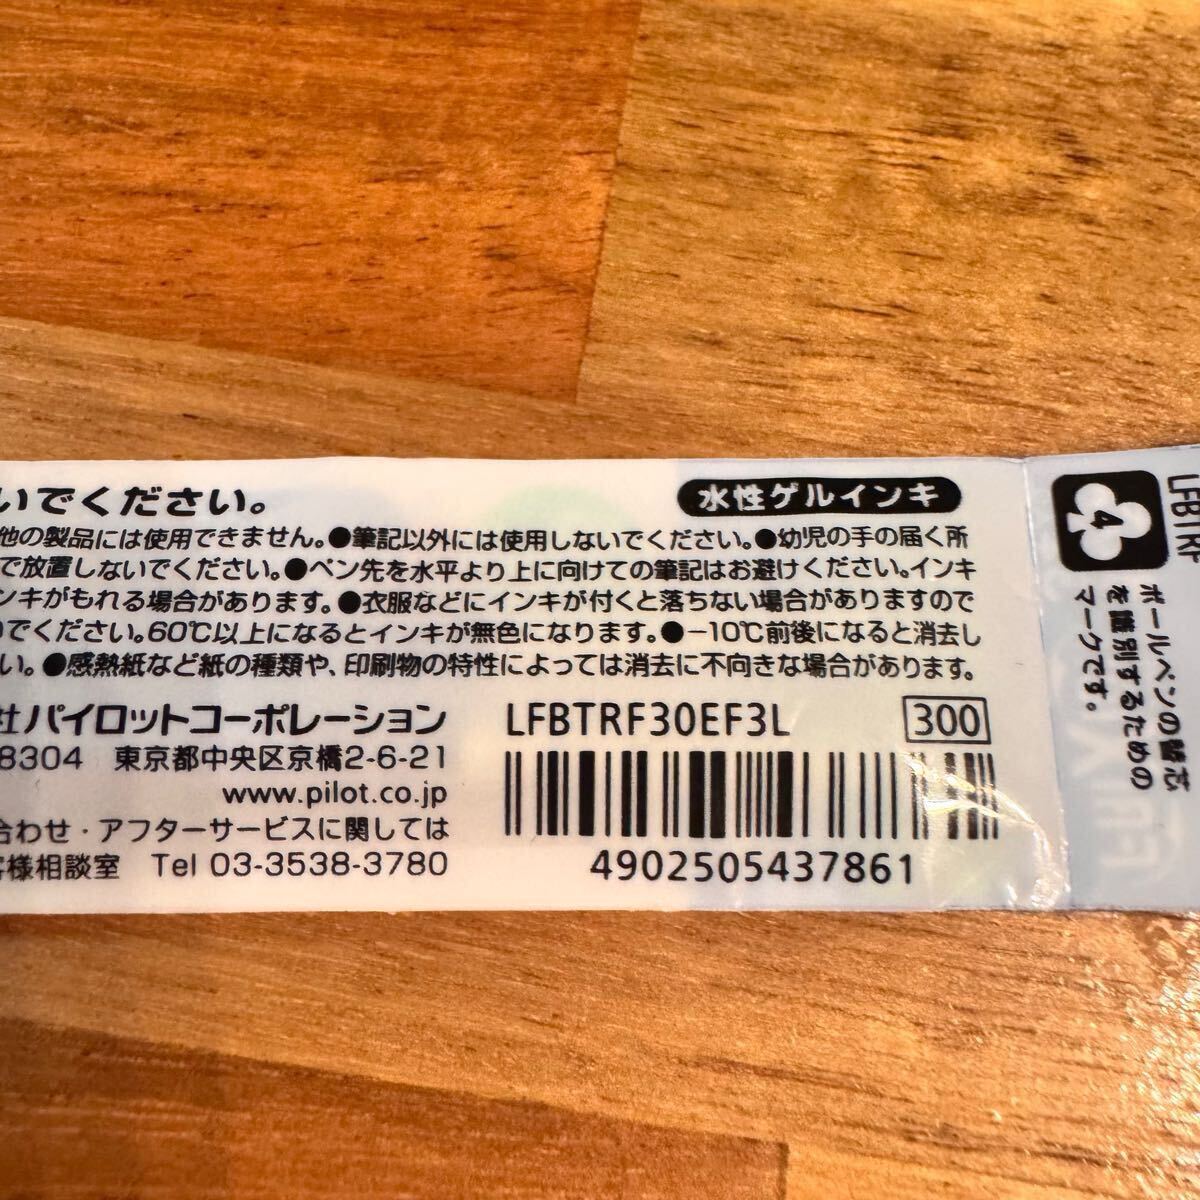 いでください。
水性ゲルインキ
他の製品には使用できません。●筆記以外には使用しないでください。●幼児の手の届く所
で放置しないでください。●ペン先を水平より上に向けての筆記はお避けください。インキ
ンキがもれる場合があります。●衣服などにインキが付くと落ちない場合がありますので
でください。60℃以上になるとインキが無色になります。●−10℃前後になると消去し
い。●感熱紙など紙の種類や、印刷物の特性によっては消去に不向きな場合があります。
社パイロットコーポレーション
8304 東京都中央区京橋2-6-21
www.pilot.co.jp
合わせ・アフターサービスに関しては
客様相談室 Tel 03-3538-3780
LFBTRF30EF3L
300
4902505437861
LFBTRF
4
ボールペンの替芯
を識別するための
マークです。